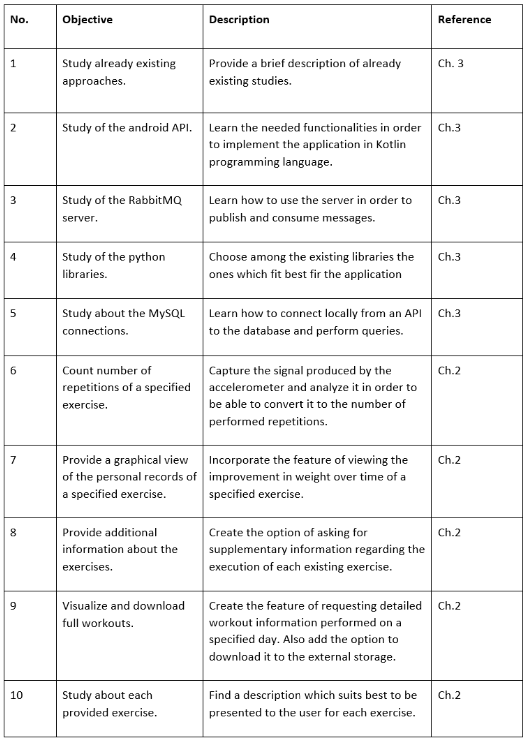 No. Objective Description Reference
1 Study already existing Provide a brief description of already Ch. 3
approaches. existing studies.
2 Study of the android API. Learn the needed functionalities in order Ch.3
to implement the application in Kotlin
programming language.
3 Study of the RabbitMQ Learn how to use the server in order to Ch.3
server. publish and consume messages.
4 Study of the python Choose among the existing libraries the Ch.3
libraries. ones which fit best fir the application
5 Study about the MySQL Learn how to connect locally from an API Ch.3
connections. to the database and perform queries.
6 Count number of Capture the signal produced by the Ch.2
repetitions of a specified accelerometer and analyze it in order to
exercise. be able to convert it to the number of
performed repetitions.
7 Provide a graphical view Incorporate the feature of viewing the Ch.2
of the personal records of improvement in weight over time of a
a specified exercise. specified exercise.
8 Provide additional Create the option of asking for Ch.2
information about the supplementary information regarding the
exercises. execution of each existing exercise.
9 Visualize and download Create the feature of requesting detailed Ch.2
full workouts. workout information performed on a
specified day. Also add the option to
download it to the external storage.
10 Study about each Find a description which suits best to be Ch.2
provided exercise. presented to the user for each exercise.